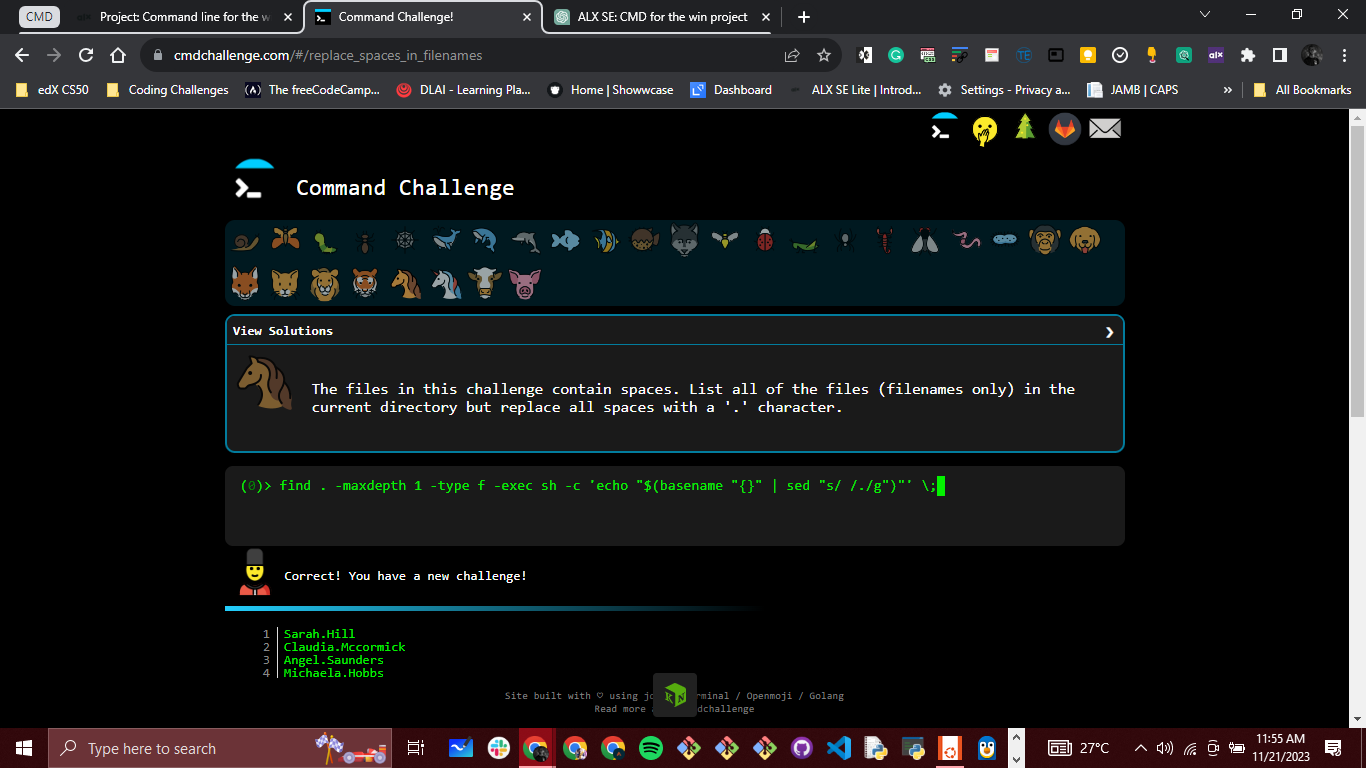 CMD
Project: Command line for the w
Command Challenge!
ALX SE: CMD for the win project
cmdchallenge.com/#/replace_spaces_in_filenames
edX CS50
Coding Challenges
The freeCodeCamp...
DLAI - Learning Pla...
Home | Showwcase
Dashboard
ALX SE Lite | Introd...
Settings - Privacy a...
JAMB | CAPS
»
All Bookmarks
Command Challenge
View Solutions
The files in this challenge contain spaces. List all of the files (filenames only) in the
current directory but replace all spaces with a '.' character.
(0)> find . -maxdepth 1 -type f -exec sh -c 'echo "$(basename "{}" | sed "s/ /./g")"' \;
Correct! You have a new challenge!
1 Sarah.Hill
2 Claudia.Mccormick
3 Angel.Saunders
4 Michaela.Hobbs
Site built with ♡ using rminal / Openmoji / Golang
Read more dchallenge
Type here to search
27°C
11:55 AM
11/21/2023